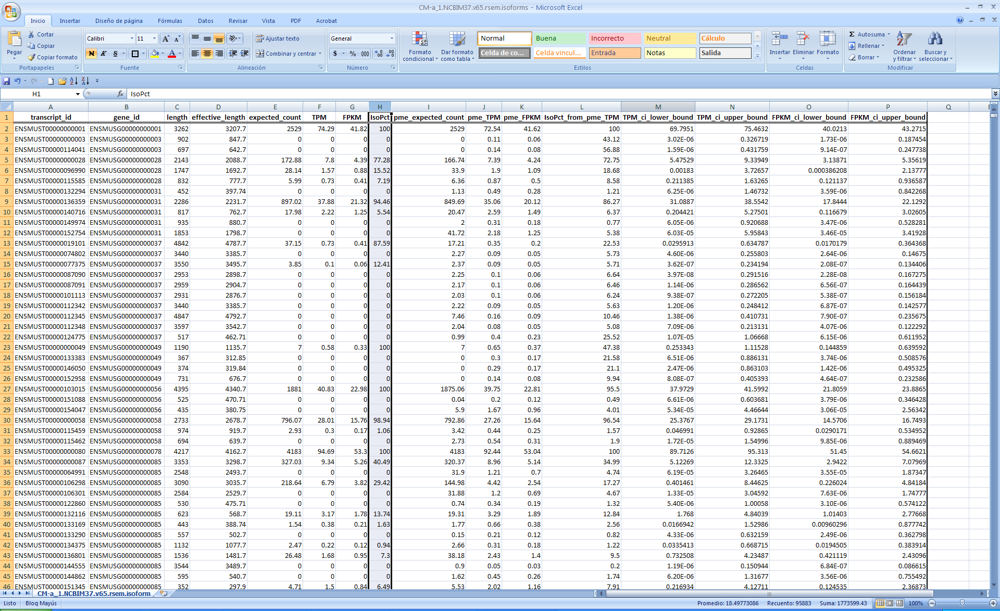 CM-a_1.NCBIM37.v65.rsem.isoforms - Microsoft Excel
Inicio Insertar Diseño de página Fórmulas Datos Revisar Vista PDF Acrobat
Pegar Cortar Copiar Copiar formato Portapapeles
Calibri 11 N K S Fuente
Ajustar texto Combinar y centrar Alineación
General $ % 000 Número
Formato condicional Dar formato como tabla
Normal Buena Incorrecto Neutral Cálculo
Celda de co... Celda vincul... Entrada Notas Salida
Estilos
Insertar Eliminar Formato Celdas
Autosuma Rellenar Borrar Ordenar y filtrar Buscar y seleccionar Modificar
H1 fx IsoPct
A B C D E F G H I J K L M N O P Q
1 transcript_id gene_id length effective_length expected_count TPM FPKM IsoPct pme_expected_count pme_TPM pme_FPKM IsoPct_from_pme_TPM TPM_ci_lower_bound TPM_ci_upper_bound FPKM_ci_lower_bound FPKM_ci_upper_bound
2 ENSMUST00000000001 ENSMUSG00000000001 3262 3207.7 2529 74.29 41.82 100 2529 72.54 41.62 100 69.7951 75.4632 40.0213 43.2715
3 ENSMUST00000000003 ENSMUSG00000000003 902 847.7 0 0 0 0 0 0.11 0.06 43.12 3.02E-06 0.326719 1.73E-06 0.187454
4 ENSMUST00000114041 ENSMUSG00000000003 697 642.7 0 0 0 0 0 0.14 0.08 56.88 1.59E-06 0.431759 9.14E-07 0.247738
5 ENSMUST00000000028 ENSMUSG00000000028 2143 2088.7 172.88 7.8 4.39 77.28 166.74 7.39 4.24 72.75 5.47529 9.33949 3.13871 5.35619
6 ENSMUST00000096990 ENSMUSG00000000028 1747 1692.7 28.14 1.57 0.88 15.52 33.9 1.9 1.09 18.68 0.00183 3.72657 0.000386208 2.13777
7 ENSMUST00000115585 ENSMUSG00000000028 832 777.7 5.99 0.73 0.41 7.19 6.36 0.87 0.5 8.58 0.211385 1.63265 0.121137 0.936587
8 ENSMUST00000132294 ENSMUSG00000000031 452 397.74 0 0 0 0 1.13 0.49 0.28 1.21 6.25E-06 1.46732 3.59E-06 0.842268
9 ENSMUST00000136359 ENSMUSG00000000031 2286 2231.7 897.02 37.88 21.32 94.46 849.69 35.06 20.12 86.27 31.0887 38.5542 17.8444 22.1292
10 ENSMUST00000140716 ENSMUSG00000000031 817 762.7 17.98 2.22 1.25 5.54 20.47 2.59 1.49 6.37 0.204421 5.27501 0.116679 3.02605
11 ENSMUST00000149974 ENSMUSG00000000031 935 880.7 0 0 0 0 2 0.31 0.18 0.77 6.05E-06 0.920688 3.47E-06 0.528281
12 ENSMUST00000152754 ENSMUSG00000000031 1853 1798.7 0 0 0 0 41.72 2.18 1.25 5.38 6.03E-05 5.95843 3.46E-05 3.41928
13 ENSMUST00000019101 ENSMUSG00000000037 4842 4787.7 37.15 0.73 0.41 87.59 17.21 0.35 0.2 22.53 0.0295913 0.634787 0.0170179 0.364368
14 ENSMUST00000074802 ENSMUSG00000000037 3440 3385.7 0 0 0 0 2.27 0.09 0.05 5.73 4.60E-06 0.255803 2.64E-06 0.14675
15 ENSMUST00000077375 ENSMUSG00000000037 3550 3495.7 3.85 0.1 0.06 12.41 2.37 0.09 0.05 5.71 3.62E-07 0.234194 2.08E-07 0.134406
16 ENSMUST00000087090 ENSMUSG00000000037 2953 2898.7 0 0 0 0 2.25 0.1 0.06 6.64 3.97E-08 0.291516 2.28E-08 0.167275
17 ENSMUST00000087091 ENSMUSG00000000037 2959 2904.7 0 0 0 0 2.17 0.1 0.06 6.46 1.14E-06 0.286562 6.56E-07 0.164439
18 ENSMUST00000101113 ENSMUSG00000000037 2931 2876.7 0 0 0 0 2.03 0.1 0.06 6.24 9.38E-07 0.272205 5.38E-07 0.156184
19 ENSMUST00000112342 ENSMUSG00000000037 3440 3385.7 0 0 0 0 2.22 0.09 0.05 5.63 1.20E-06 0.248412 6.87E-07 0.142577
20 ENSMUST00000112345 ENSMUSG00000000037 4847 4792.7 0 0 0 0 7.46 0.16 0.09 10.46 1.38E-06 0.410731 7.90E-07 0.235675
21 ENSMUST00000112348 ENSMUSG00000000037 3597 3542.7 0 0 0 0 2.04 0.08 0.05 5.08 7.09E-06 0.213131 4.07E-06 0.122292
22 ENSMUST00000124775 ENSMUSG00000000037 517 462.71 0 0 0 0 0.99 0.4 0.23 25.52 1.07E-05 1.06668 6.15E-06 0.611952
23 ENSMUST00000000049 ENSMUSG00000000049 1190 1135.7 7 0.58 0.33 100 7 0.65 0.37 47.38 0.253343 1.11528 0.144859 0.639592
24 ENSMUST00000133383 ENSMUSG00000000049 367 312.85 0 0 0 0 0 0.3 0.17 21.58 6.51E-06 0.886131 3.74E-06 0.508576
25 ENSMUST00000146050 ENSMUSG00000000049 374 319.84 0 0 0 0 0 0.29 0.17 21.1 2.47E-06 0.863103 1.42E-06 0.495325
26 ENSMUST00000152958 ENSMUSG00000000049 731 676.7 0 0 0 0 0 0.14 0.08 9.94 8.08E-07 0.405393 4.64E-07 0.232586
27 ENSMUST00000103015 ENSMUSG00000000056 4395 4340.7 1881 40.83 22.98 100 1875.06 39.75 22.81 95.5 37.9729 41.5992 21.8059 23.8865
28 ENSMUST00000151088 ENSMUSG00000000056 525 470.71 0 0 0 0 0.04 0.2 0.12 0.49 6.61E-06 0.603681 3.79E-06 0.346428
29 ENSMUST00000154047 ENSMUSG00000000056 435 380.75 0 0 0 0 5.9 1.67 0.96 4.01 5.34E-05 4.46644 3.06E-05 2.56342
30 ENSMUST00000000058 ENSMUSG00000000058 2733 2678.7 796.07 28.01 15.76 98.94 792.86 27.26 15.64 96.54 25.3767 29.1731 14.5706 16.7493
31 ENSMUST00000115459 ENSMUSG00000000058 974 919.7 2.93 0.3 0.17 1.06 3.42 0.44 0.25 1.57 0.046991 0.92865 0.0290171 0.534952
32 ENSMUST00000115462 ENSMUSG00000000058 694 639.7 0 0 0 0 2.73 0.54 0.31 1.9 1.72E-05 1.54996 9.85E-06 0.889469
33 ENSMUST00000000080 ENSMUSG00000000078 4217 4162.7 4183 94.69 53.3 100 4183 92.44 53.04 100 89.7126 95.313 51.45 54.6621
34 ENSMUST00000000087 ENSMUSG00000000085 3353 3298.7 327.03 9.34 5.26 40.49 320.37 8.96 5.14 34.99 5.12269 12.3325 2.9422 7.07969
35 ENSMUST00000064991 ENSMUSG00000000085 2548 2493.7 0 0 0 0 31.9 1.21 0.7 4.74 6.19E-05 3.26465 3.55E-05 1.87347
36 ENSMUST00000106298 ENSMUSG00000000085 3090 3035.7 218.64 6.79 3.82 29.42 144.98 4.42 2.54 17.27 0.401461 8.44625 0.226024 4.84184
37 ENSMUST00000106301 ENSMUSG00000000085 2584 2529.7 0 0 0 0 31.88 1.2 0.69 4.67 1.33E-05 3.04592 7.63E-06 1.74777
38 ENSMUST00000122860 ENSMUSG00000000085 530 475.71 0 0 0 0 0.74 0.34 0.19 1.32 5.40E-06 1.00058 3.10E-06 0.574122
39 ENSMUST00000132116 ENSMUSG00000000085 623 568.7 19.11 3.17 1.78 13.74 19.31 3.29 1.89 12.84 1.768 4.84039 1.01403 2.77668
40 ENSMUST00000133169 ENSMUSG00000000085 443 388.74 1.54 0.38 0.21 1.63 1.77 0.66 0.38 2.56 0.0166942 1.52986 0.00960296 0.877742
41 ENSMUST00000133290 ENSMUSG00000000085 557 502.7 0 0 0 0 0.15 0.21 0.12 0.82 4.33E-06 0.632159 2.49E-06 0.362798
42 ENSMUST00000134375 ENSMUSG00000000085 1132 1077.7 2.47 0.22 0.12 0.94 2.66 0.31 0.18 1.22 0.0335413 0.668715 0.0194505 0.383914
43 ENSMUST00000136801 ENSMUSG00000000085 1536 1481.7 26.48 1.68 0.95 7.3 38.18 2.43 1.4 9.5 0.732508 4.23487 0.421119 2.43096
44 ENSMUST00000144555 ENSMUSG00000000085 3544 3489.7 0 0 0 0 0.9 0.05 0.03 0.2 1.19E-06 0.150944 6.84E-07 0.086615
45 ENSMUST00000144862 ENSMUSG00000000085 595 540.7 0 0 0 0 1.62 0.45 0.26 1.74 6.20E-06 1.31677 3.56E-06 0.755492
46 ENSMUST00000151345 ENSMUSG00000000085 352 297.9 4.71 1.5 0.84 6.49 5.53 2.02 1.16 7.91 0.216934 4.12711 0.124535 2.36873
CM-a_1.NCBIM37.v65.rsem.isoform
Listo Bloq Mayús Promedio: 18.49773086 Recuento: 95883 Suma: 1773599.43 100%